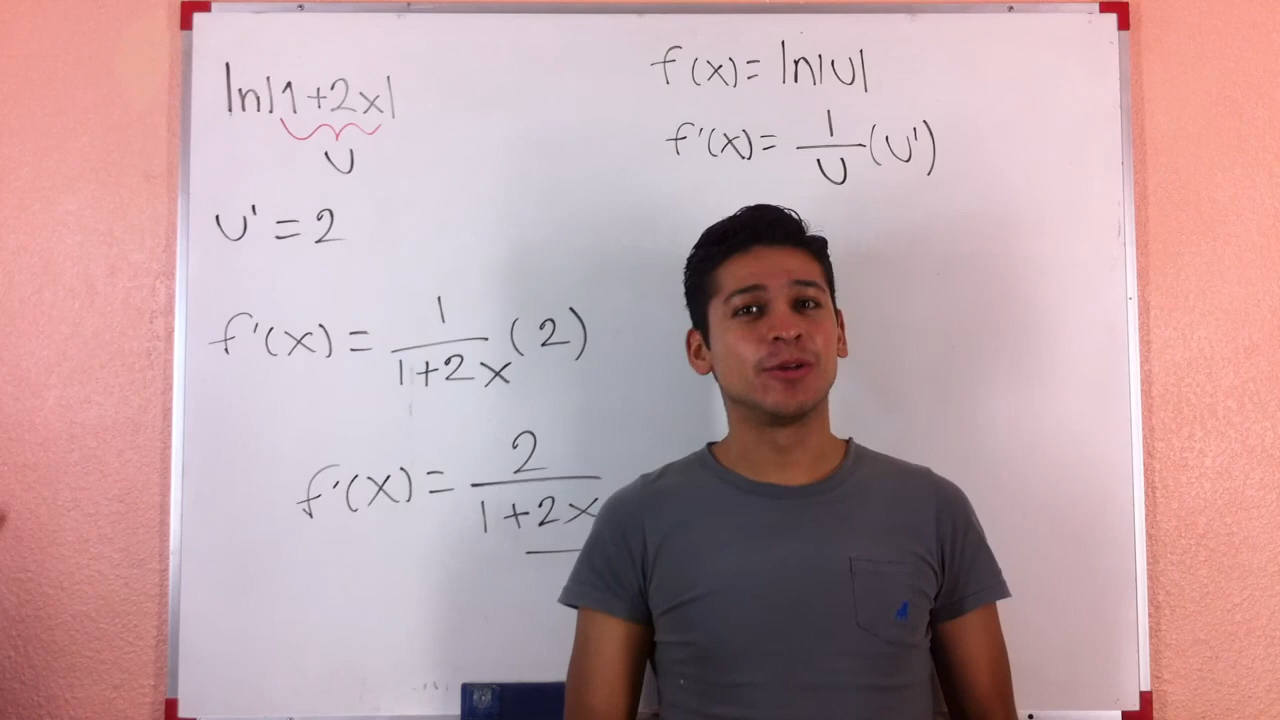 ln|1+2x|
U
U' = 2
f'(x) = 1/1+2x (2)
f'(x) = 2/1+2x
f(x) = ln|U|
f'(x) = 1/U (U')